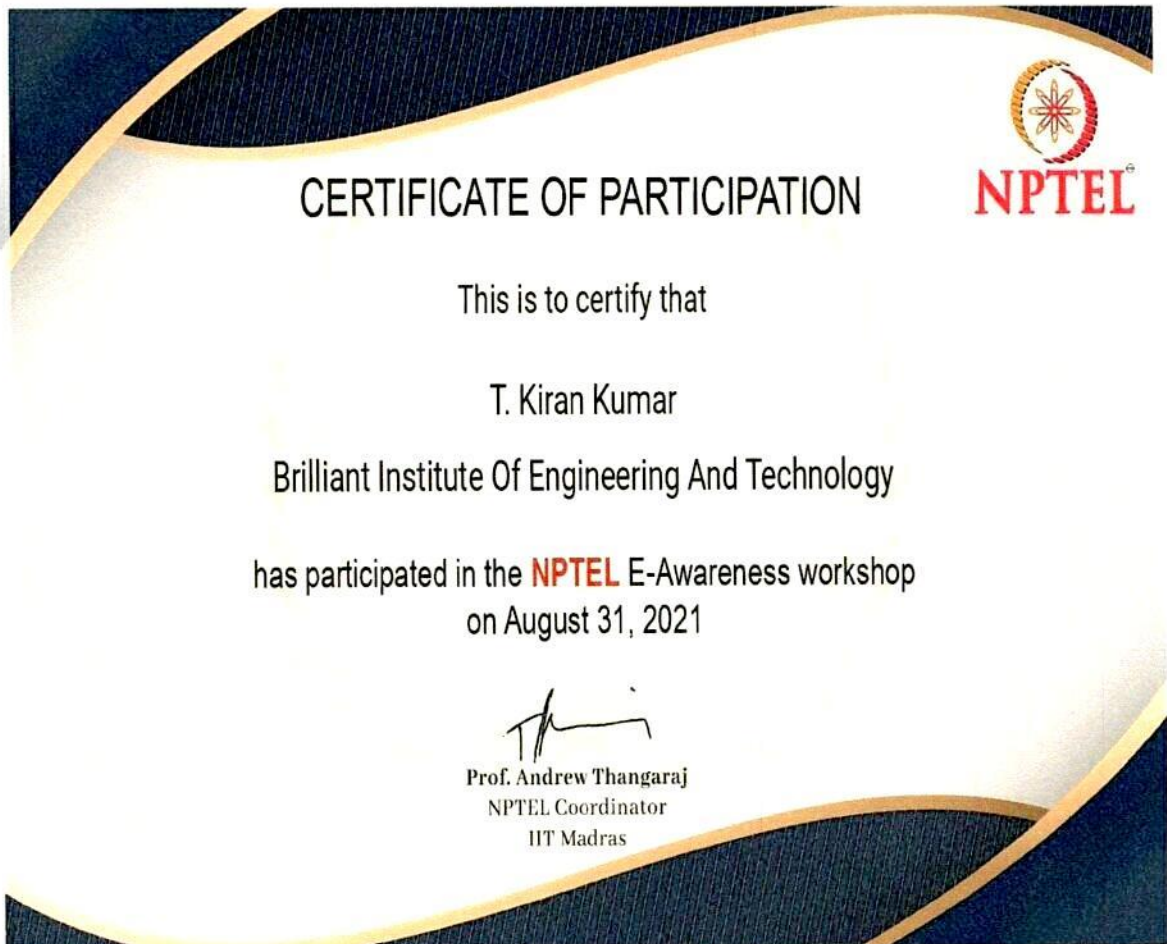 NPTEL
CERTIFICATE OF PARTICIPATION
This is to certify that
T. Kiran Kumar
Brilliant Institute Of Engineering And Technology
has participated in the NPTEL E-Awareness workshop
on August 31, 2021
Prof. Andrew Thangaraj
NPTEL Coordinator
IIT Madras